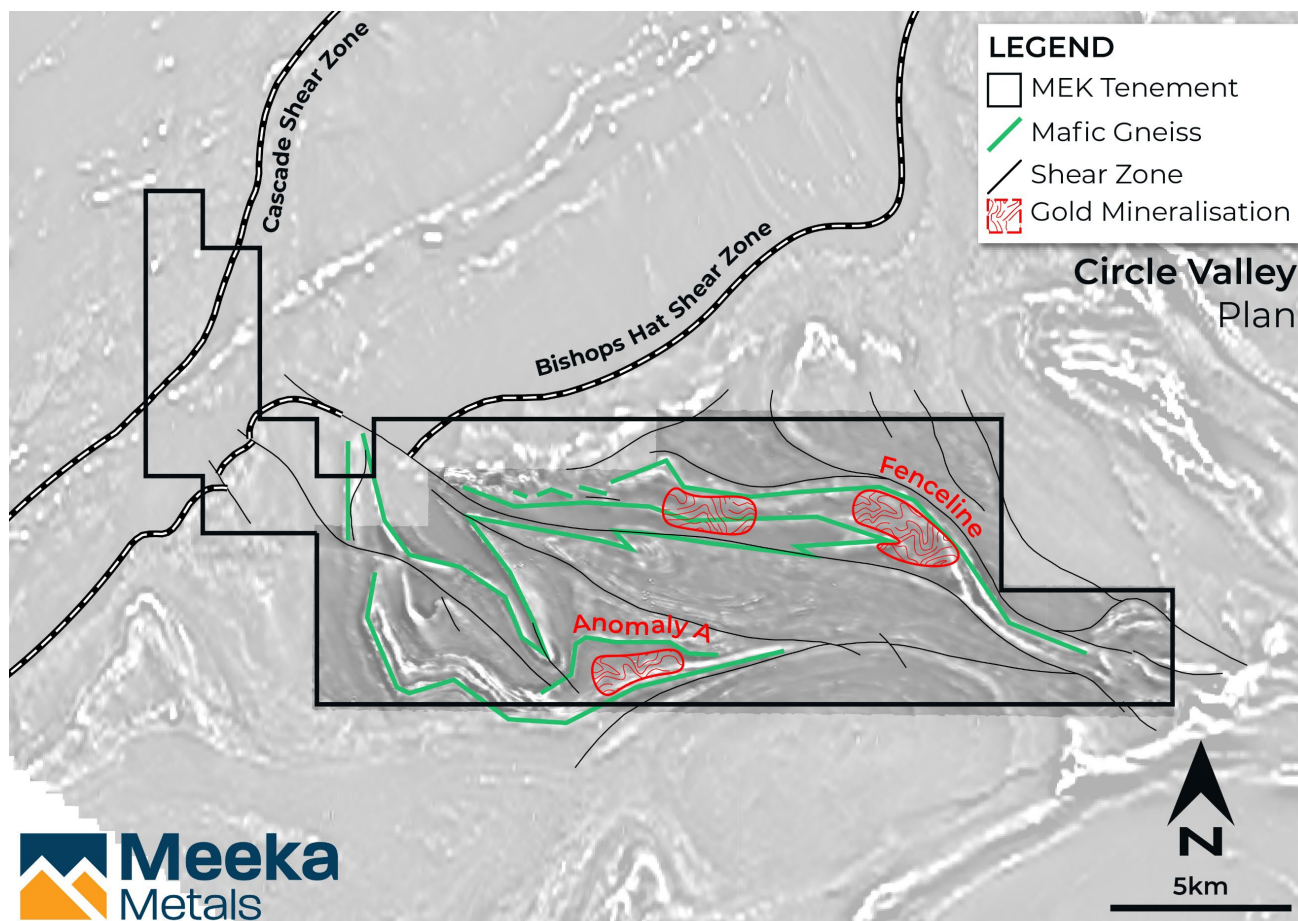 LEGEND
MEK Tenement
Mafic Gneiss
Shear Zone
Gold Mineralisation
Circle Valley
Plan
Cascade Shear Zone
Bishops Hat Shear Zone
Fenceline
Anomaly A
Meeka
Metals
N
5km